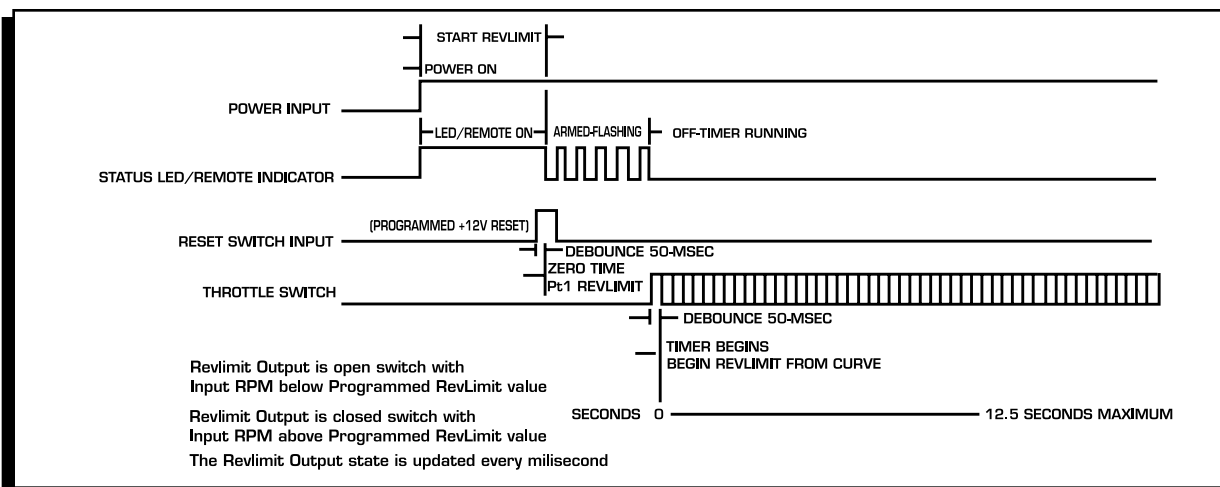 START REVLIMIT
POWER ON
POWER INPUT
LED/REMOTE ON
ARMED-FLASHING
OFF-TIMER RUNNING
STATUS LED/REMOTE INDICATOR
(PROGRAMMED +12V RESET)
RESET SWITCH INPUT
DEBOUNCE 50-MSEC
ZERO TIME
Pt1 REVLIMIT
THROTTLE SWITCH
DEBOUNCE 50-MSEC
TIMER BEGINS
BEGIN REVLIMIT FROM CURVE
Revlimit Output is open switch with
Input RPM below Programmed RevLimit value
SECONDS 0 12.5 SECONDS MAXIMUM
Revlimit Output is closed switch with
Input RPM above Programmed RevLimit value
The Revlimit Output state is updated every milisecond